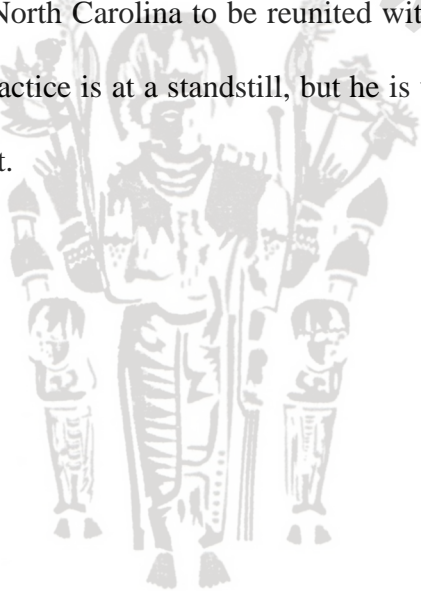 North Carolina to be reunited wit
actice is at a standstill, but he is
t.